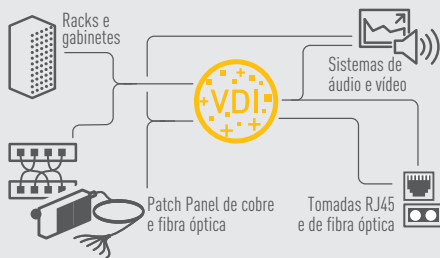 Racks e
gabinetes
VDI
Sistemas de
áudio e vídeo
Patch Panel de cobre
e fibra óptica
Tomadas RJ45
e de fibra óptica